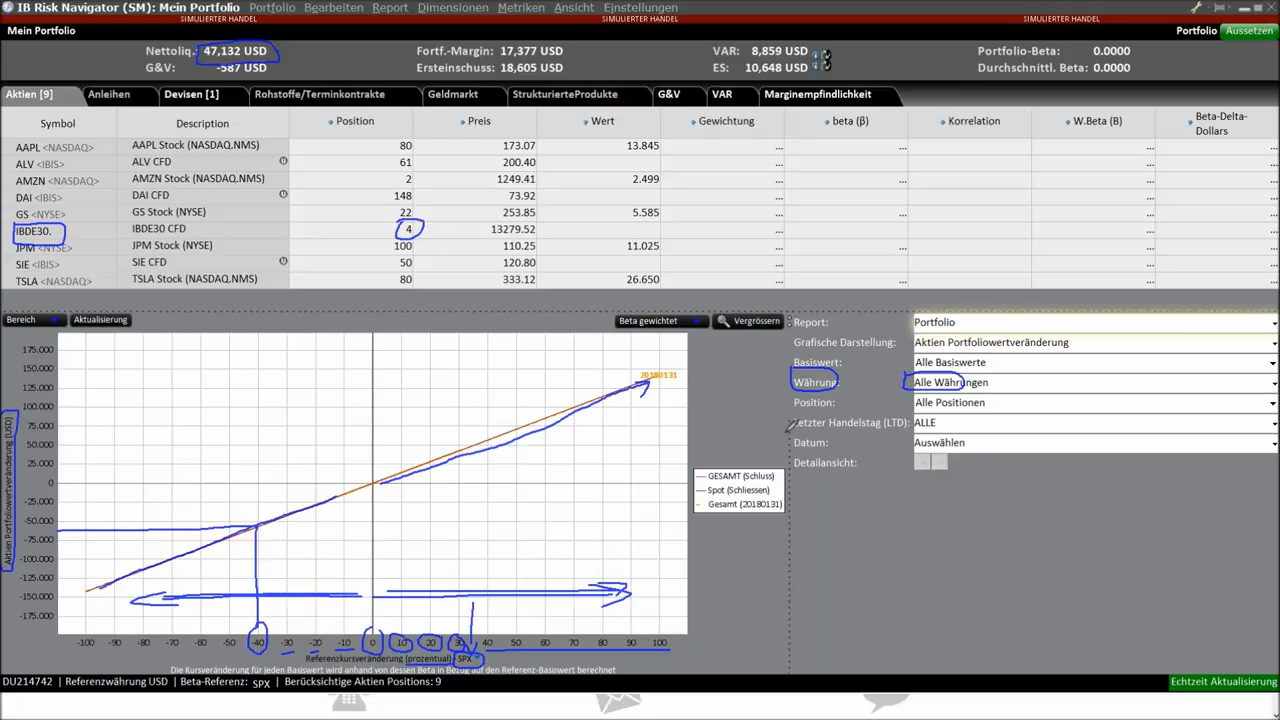 IB Risk Navigator (SM): Mein Portfolio Portfolio Bearbeiten Report Dimensionen Metriken Ansicht Einstellungen
SIMULIERTER HANDEL SIMULIERTER HANDEL SIMULIERTER HANDEL
Mein Portfolio Portfolio Aussetzen
Nettoliq. 47,132 USD Fortf.-Margin: 17,377 USD VAR: 8,859 USD Portfolio-Beta: 0.0000
G&V: -587 USD Ersteinschuss: 18,605 USD ES: 10,648 USD Durchschnittl. Beta: 0.0000
Aktien [9] Anleihen Devisen [1] Rohstoffe/Terminkontrakte Geldmarkt StrukturierteProdukte G&V VAR Marginempfindlichkeit
Symbol Description Position Preis Wert Gewichtung beta (β) Korrelation W.Beta (B) Beta-Delta-
Dollars
AAPL <NASDAQ> AAPL Stock (NASDAQ.NMS) 80 173.07 13.845 ... ... ... ... ...
ALV <IBIS> ALV CFD 61 200.40 ... ... ...
AMZN <NASDAQ> AMZN Stock (NASDAQ.NMS) 2 1249.41 2.499 ... ... ... ... ...
DAI <IBIS> DAI CFD 148 73.92 ... ... ...
GS <NYSE> GS Stock (NYSE) 22 253.85 5.585 ... ... ... ... ...
IBDE30. IBDE30 CFD 4 13279.52 ... ... ...
JPM <NYSE> JPM Stock (NYSE) 100 110.25 11.025 ... ... ... ... ...
SIE <IBIS> SIE CFD 50 120.80 ... ... ...
TSLA <NASDAQ> TSLA Stock (NASDAQ.NMS) 80 333.12 26.650 ... ... ... ... ...
Bereich Aktualisierung Beta gewichtet Vergrössern
Report: Portfolio
Grafische Darstellung: Aktien Portfoliowertveränderung
Basiswert: Alle Basiswerte
Währung: Alle Währungen
Position: Alle Positionen
Letzter Handelstag (LTD): ALLE
Datum: Auswählen
Detailansicht:
Aktien Portfoliowertveränderung (USD)
175.000
150.000
125.000
100.000
75.000
50.000
25.000
0
-25.000
-50.000
-75.000
-100.000
-125.000
-150.000
-175.000
20180131
GESAMT (Schluss)
Spot (Schliessen)
Gesamt (20180131)
-100 -90 -80 -70 -60 -50 -40 -30 -20 -10 0 10 20 30 40 50 60 70 80 90 100
Referenzkursveränderung (prozentual) - SPX
Die Kursveränderung für jeden Basiswert wird anhand von dessen Beta in Bezug auf den Referenz-Basiswert berechnet
DU214742 | Referenzwährung USD | Beta-Referenz: SPX | Berücksichtige Aktien Positions: 9 Echtzeit Aktualisierung